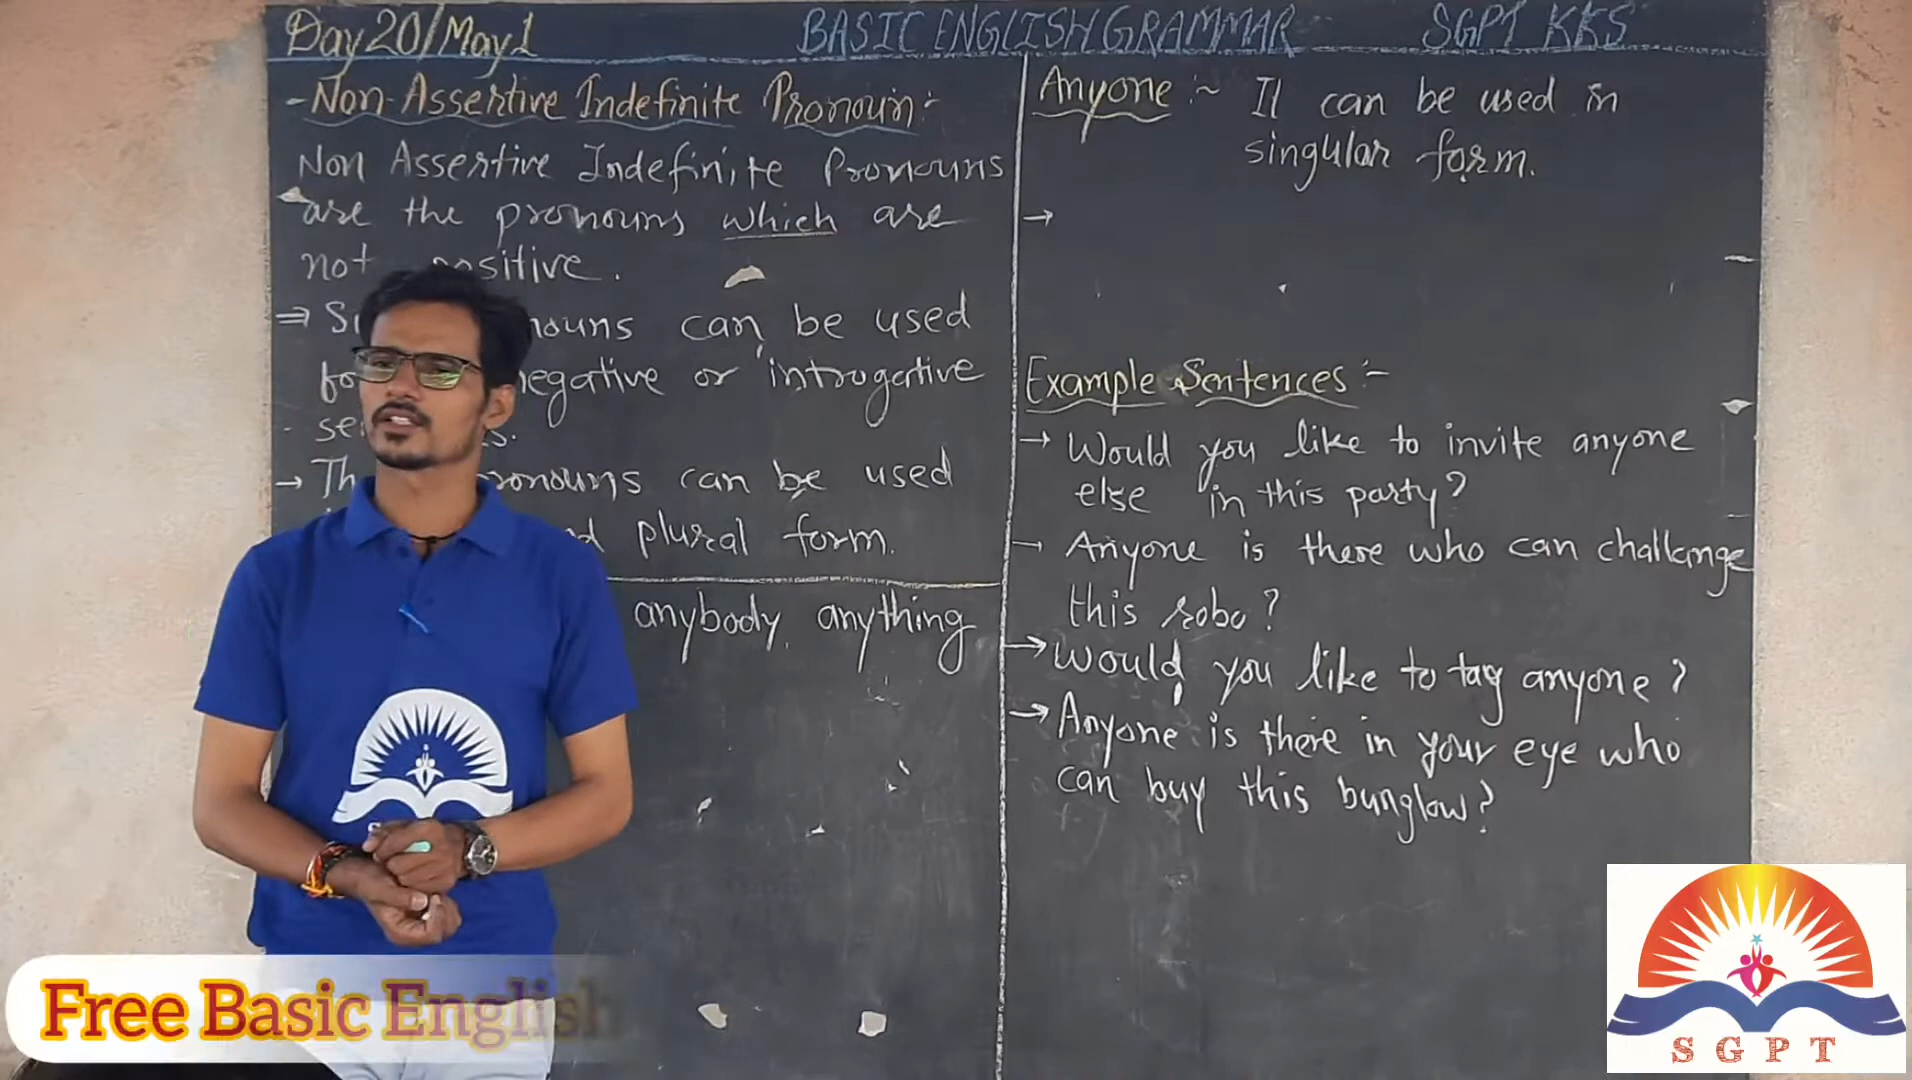 Day 20/May 1
BASIC ENGLISH GRAMMAR
SGPT KKS
- Non-Assertive Indefinite Pronoun :-
Non Assertive Indefinite Pronouns
are the pronouns which are
not positive.
⇒ can be used
negative or introgative
→ can be used
plural form.
anybody, anything
Anyone :~ It can be used in
singular form.
→
Example Sentences :-
→ Would you like to invite anyone
else in this party?
→ Anyone is there who can challenge
this robo?
→ Would you like to tag anyone?
→ Anyone is there in your eye who
can buy this bunglow?
Free Basic English
SGPT